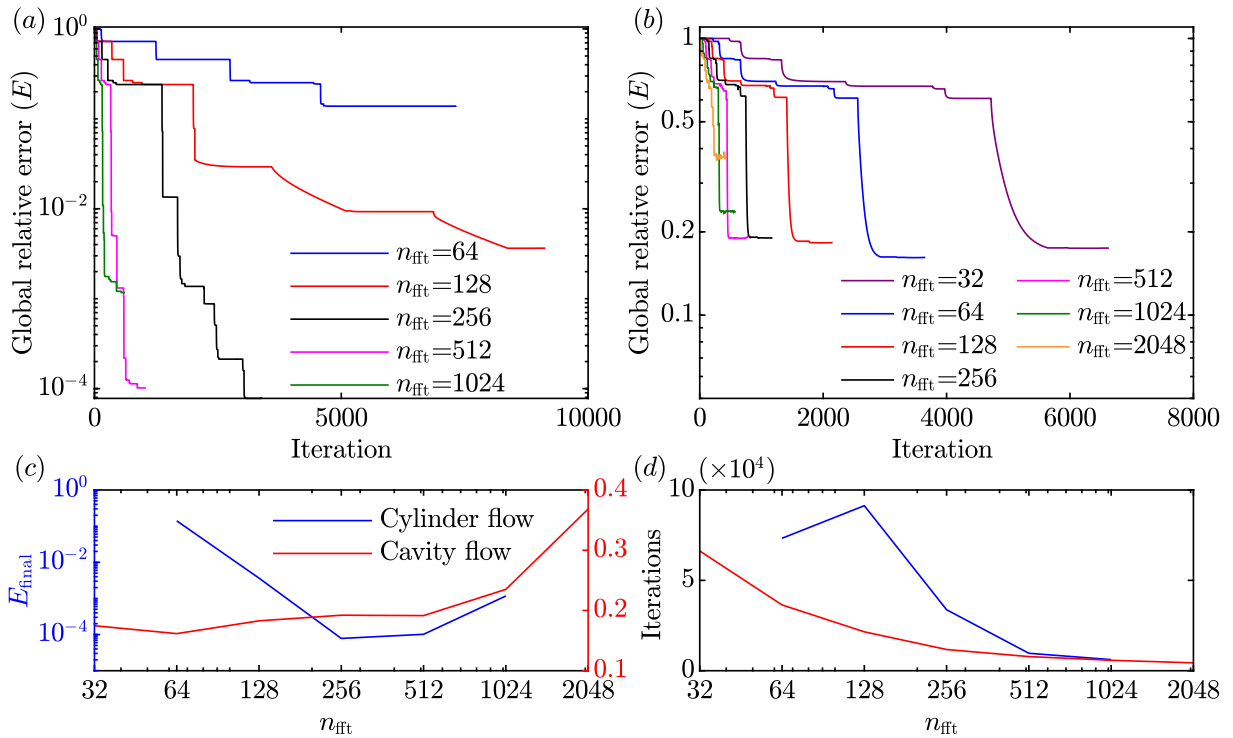 (a)
10^0
10^-2
10^-4
Global relative error (E)
0 5000 10000
Iteration
n_fft=64
n_fft=128
n_fft=256
n_fft=512
n_fft=1024
(b)
1
0.5
0.2
0.1
Global relative error (E)
0 2000 4000 6000 8000
Iteration
n_fft=32
n_fft=64
n_fft=128
n_fft=256
n_fft=512
n_fft=1024
n_fft=2048
(c)
10^0
10^-2
10^-4
E_final
0.4
0.3
0.2
0.1
Cylinder flow
Cavity flow
32 64 128 256 512 1024 2048
n_fft
(d)
(×10^4)
10
5
0
Iterations
32 64 128 256 512 1024 2048
n_fft